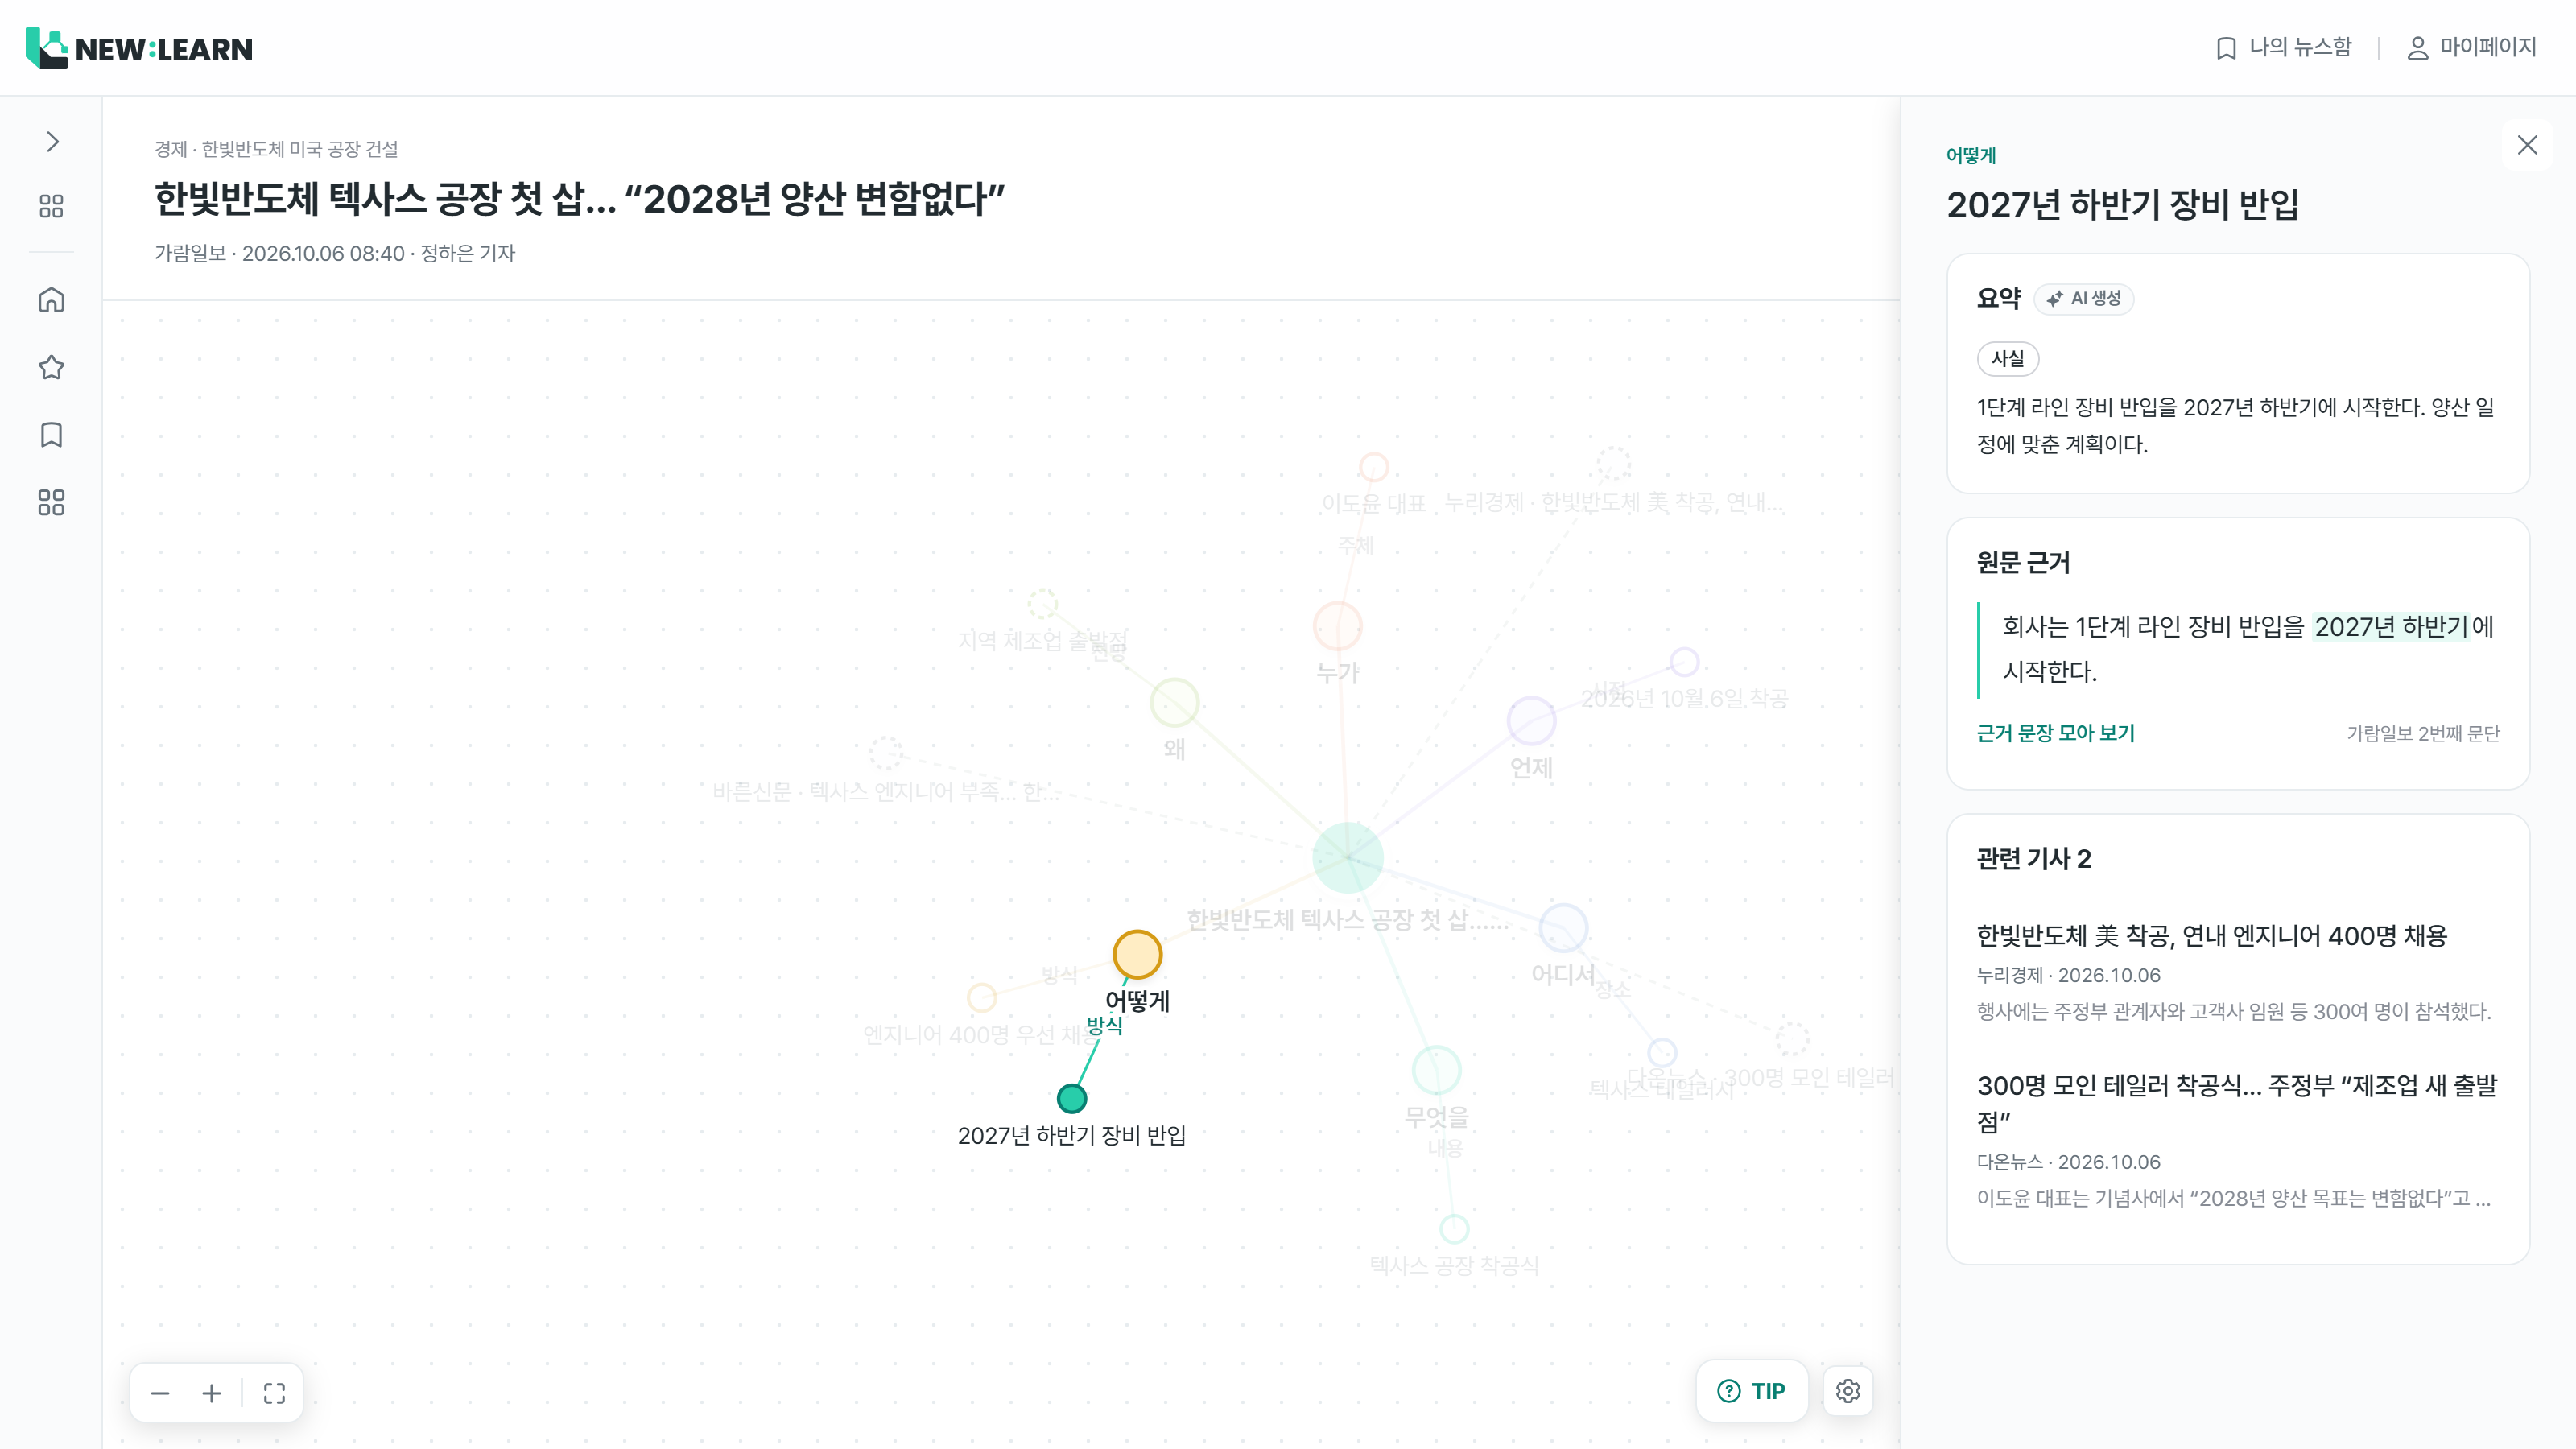 NEW:LEARN
나의 뉴스함
마이페이지
경제 · 한빛반도체 미국 공장 건설
한빛반도체 텍사스 공장 첫 삽… “2028년 양산 변함없다”
가람일보 · 2026.10.06 08:40 · 정하은 기자
이도윤 대표
누리경제 · 한빛반도체 美 착공, 연내…
주체
지역 제조업 출발점
전망
누가
시점
2026년 10월 6일 착공
왜
언제
바른신문 · 텍사스 엔지니어 부족… 한…
한빛반도체 텍사스 공장 첫 삽……
방식
어디서
장소
어떻게
방식
엔지니어 400명 우선 채용
다온뉴스 · 300명 모인 테일러
텍사스 테일러시
무엇을
내용
2027년 하반기 장비 반입
텍사스 공장 착공식
TIP
어떻게
2027년 하반기 장비 반입
요약
AI 생성
사실
1단계 라인 장비 반입을 2027년 하반기에 시작한다. 양산 일
정에 맞춘 계획이다.
원문 근거
회사는 1단계 라인 장비 반입을 2027년 하반기에
시작한다.
근거 문장 모아 보기
가람일보 2번째 문단
관련 기사 2
한빛반도체 美 착공, 연내 엔지니어 400명 채용
누리경제 · 2026.10.06
행사에는 주정부 관계자와 고객사 임원 등 300여 명이 참석했다.
300명 모인 테일러 착공식… 주정부 “제조업 새 출발
점”
다온뉴스 · 2026.10.06
이도윤 대표는 기념사에서 “2028년 양산 목표는 변함없다”고 …